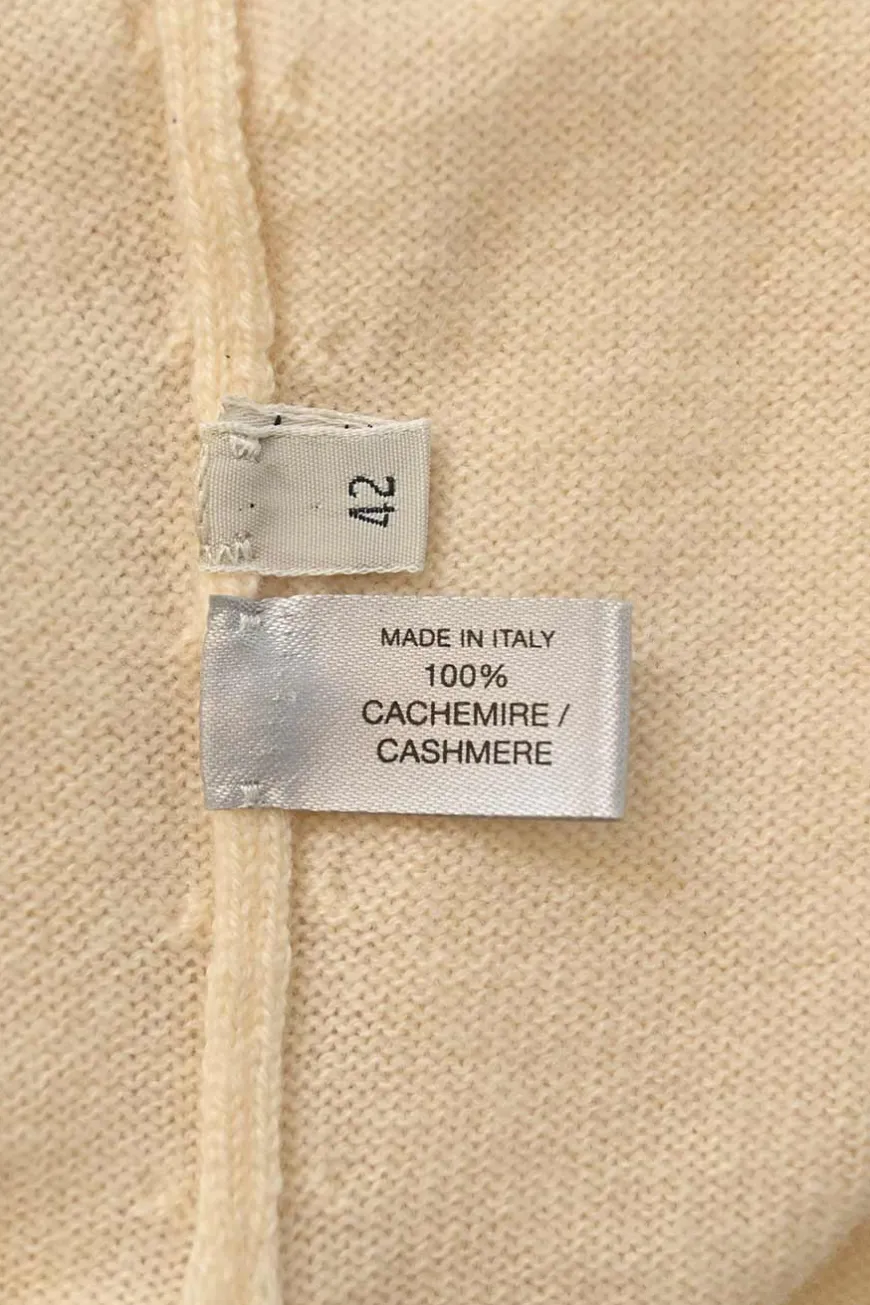 42
MADE IN ITALY
100%
CACHEMIRE /
CASHMERE